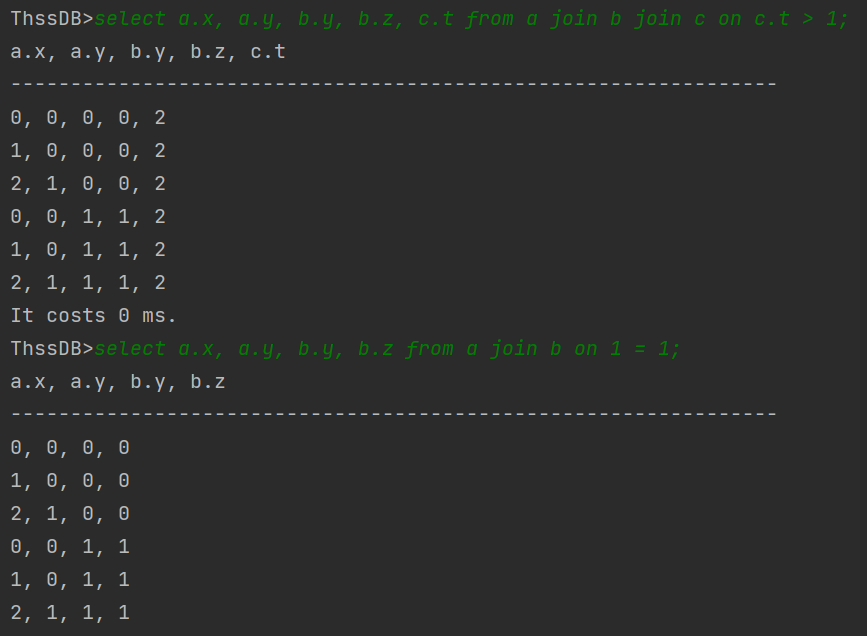 ThssDB>select a.x, a.y, b.y, b.z, c.t from a join b join c on c.t > 1;
a.x, a.y, b.y, b.z, c.t
----------------------------------------------------------------
0, 0, 0, 0, 2
1, 0, 0, 0, 2
2, 1, 0, 0, 2
0, 0, 1, 1, 2
1, 0, 1, 1, 2
2, 1, 1, 1, 2
It costs 0 ms.
ThssDB>select a.x, a.y, b.y, b.z from a join b on 1 = 1;
a.x, a.y, b.y, b.z
----------------------------------------------------------------
0, 0, 0, 0
1, 0, 0, 0
2, 1, 0, 0
0, 0, 1, 1
1, 0, 1, 1
2, 1, 1, 1